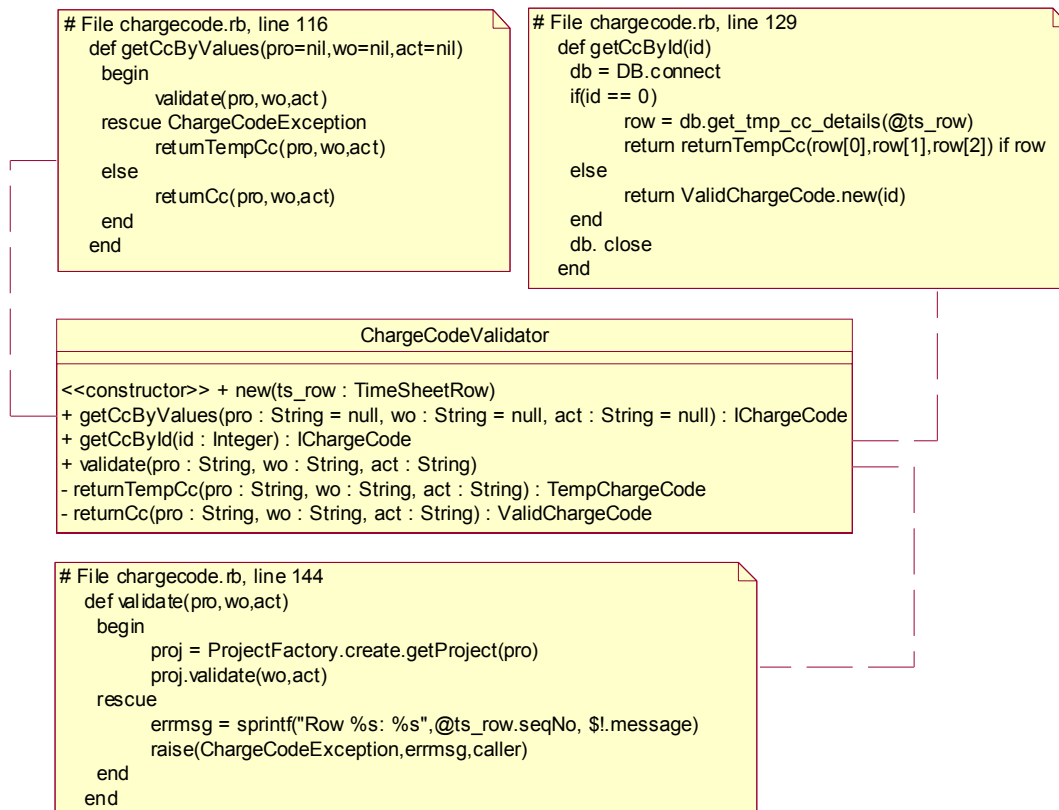 # File chargecode.rb, line 116
def getCcByValues(pro=nil,wo=nil,act=nil)
begin
validate(pro,wo,act)
rescue ChargeCodeException
returnTempCc(pro,wo,act)
else
returnCc(pro,wo,act)
end
end
# File chargecode.rb, line 129
def getCcById(id)
db = DB.connect
if(id == 0)
row = db.get_tmp_cc_details(@ts_row)
return returnTempCc(row[0],row[1],row[2]) if row
else
return ValidChargeCode.new(id)
end
db. close
end
ChargeCodeValidator
<<constructor>> + new(ts_row : TimeSheetRow)
+ getCcByValues(pro : String = null, wo : String = null, act : String = null) : IChargeCode
+ getCcById(id : Integer) : IChargeCode
+ validate(pro : String, wo : String, act : String)
- returnTempCc(pro : String, wo : String, act : String) : TempChargeCode
- returnCc(pro : String, wo : String, act : String) : ValidChargeCode
# File chargecode.rb, line 144
def validate(pro,wo,act)
begin
proj = ProjectFactory.create.getProject(pro)
proj.validate(wo,act)
rescue
errmsg = sprintf("Row %s: %s",@ts_row.seqNo, $!.message)
raise(ChargeCodeException,errmsg,caller)
end
end